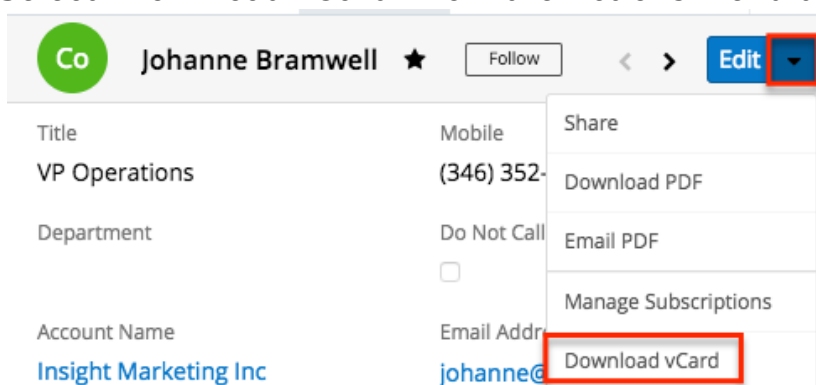 Co Johanne Bramwell ★ Follow < > Edit
Title Mobile Share
VP Operations (346) 352- Download PDF
Department Do Not Call Email PDF
Manage Subscriptions
Account Name Email Addr
Insight Marketing Inc johanne@ Download vCard